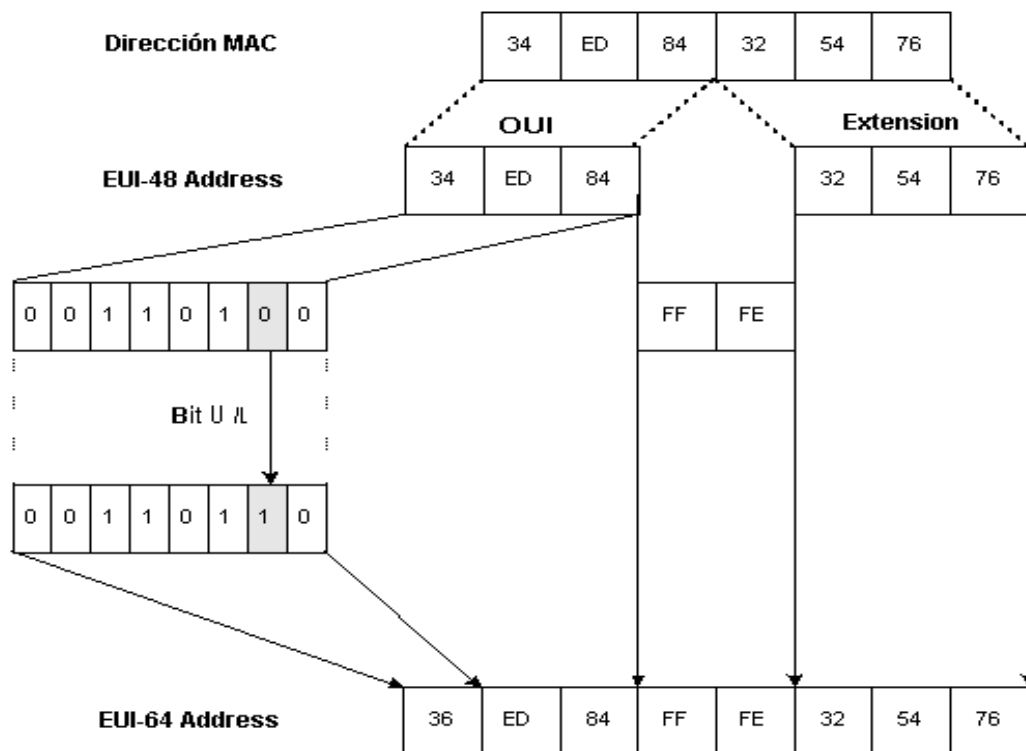 Dirección MAC 34 ED 84 32 54 76
OUI Extension
EUI-48 Address 34 ED 84 32 54 76
0 0 1 1 0 1 0 0 FF FE
Bit U /L
0 0 1 1 0 1 1 0
EUI-64 Address 36 ED 84 FF FE 32 54 76